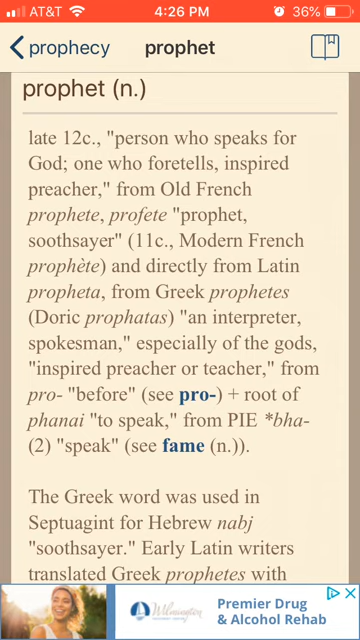 AT&T 4:26 PM 36%
prophecy prophet
prophet (n.)
late 12c., "person who speaks for
God; one who foretells, inspired
preacher," from Old French
prophete, profete "prophet,
soothsayer" (11c., Modern French
prophète) and directly from Latin
propheta, from Greek prophetes
(Doric prophatas) "an interpreter,
spokesman," especially of the gods,
"inspired preacher or teacher," from
pro- "before" (see pro-) + root of
phanai "to speak," from PIE *bha-
(2) "speak" (see fame (n.)).
The Greek word was used in
Septuagint for Hebrew nabj
"soothsayer." Early Latin writers
translated Greek prophetes with
Wilmington
Premier Drug
& Alcohol Rehab